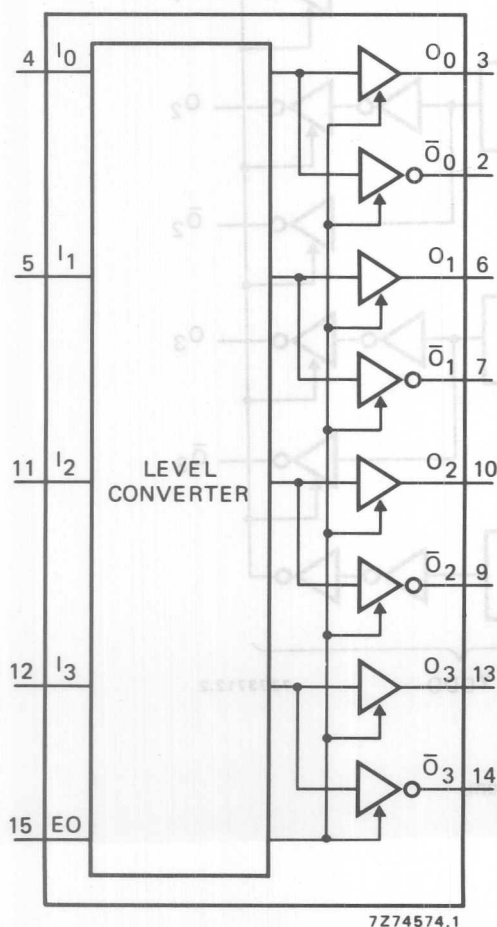 4 I0 O0 3
Ō0 2
5 I1 O1 6
Ō1 7
11 I2 O2 10
LEVEL
CONVERTER
Ō2 9
12 I3 O3 13
Ō3 14
15 EO
7Z74574.1